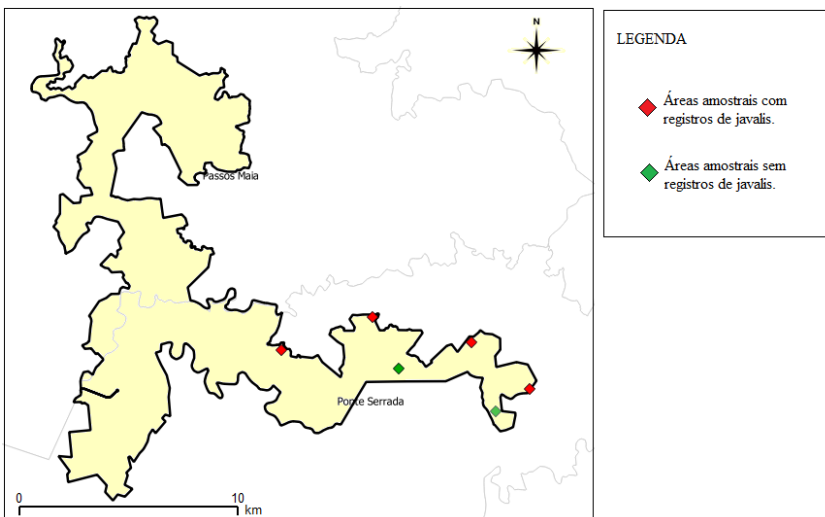 N
LEGENDA
Áreas amostrais com
registros de javalis.
Áreas amostrais sem
registros de javalis.
Passos Maia
Ponte Serrada
0 10
km